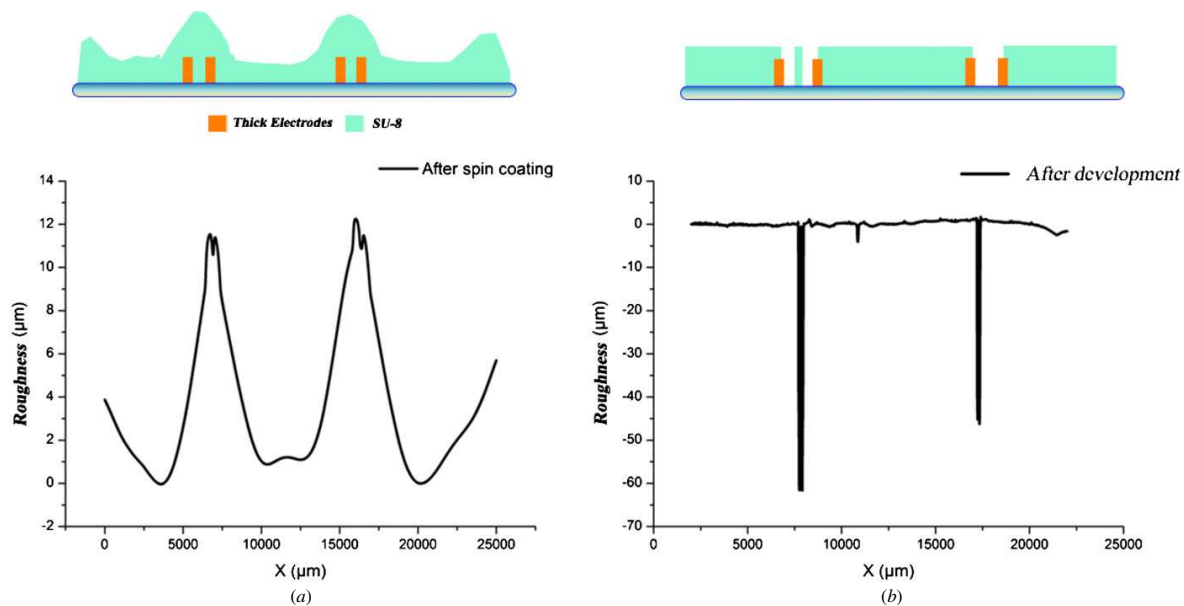 Thick Electrodes SU-8
After spin coating
14
12
10
8
6
4
2
0
-2
Roughness (µm)
0 5000 10000 15000 20000 25000
X (µm)
(a)
After development
10
0
-10
-20
-30
-40
-50
-60
-70
Roughness (µm)
0 5000 10000 15000 20000 25000
X (µm)
(b)